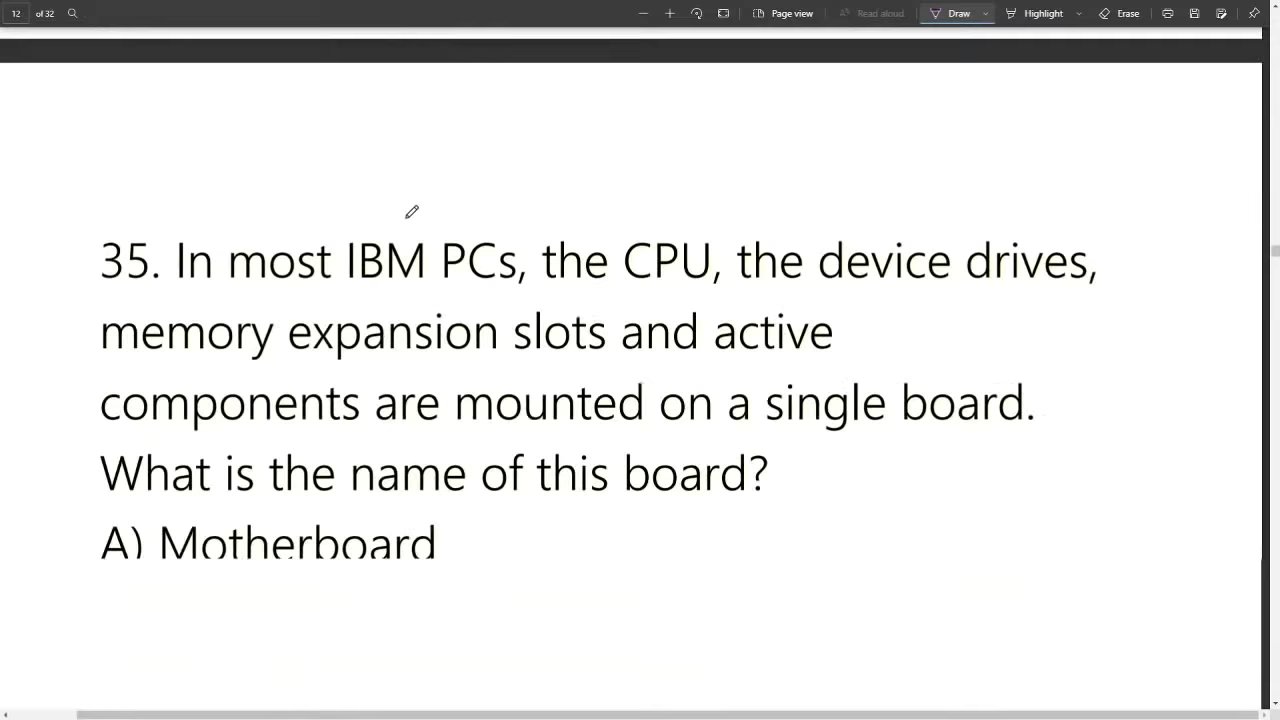 12 of 32 Page view Read aloud Draw Highlight Erase
35. In most IBM PCs, the CPU, the device drives,
memory expansion slots and active
components are mounted on a single board.
What is the name of this board?
A) Motherboard